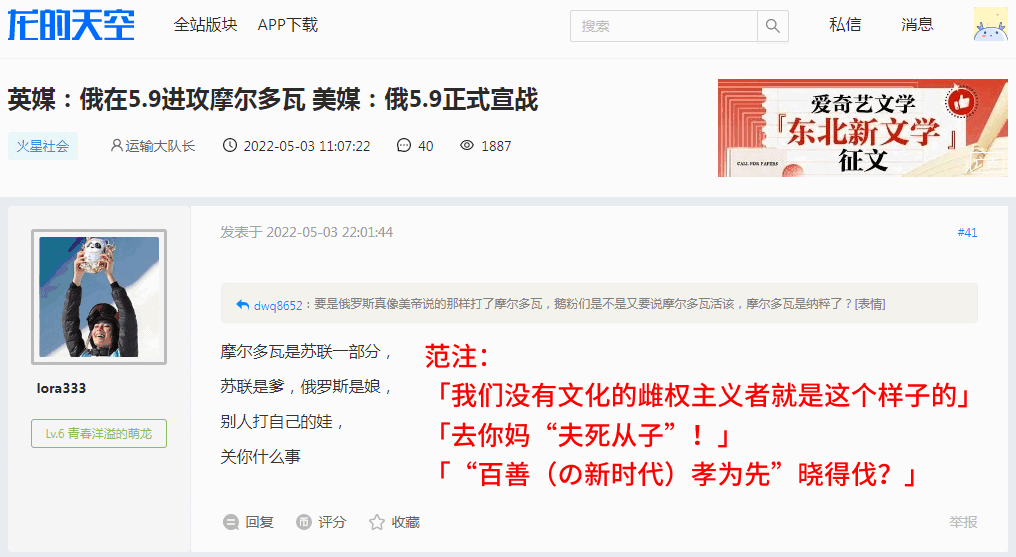 龙的天空 全站版块 APP下载 搜索 私信 消息
英媒：俄在5.9进攻摩尔多瓦 美媒：俄5.9正式宣战
火星社会 运输大队长 2022-05-03 11:07:22 40 1887
爱奇艺文学
『东北新文学』
征文
CALL FOR PAPERS
发表于 2022-05-03 22:01:44 #41
dwq8652：要是俄罗斯真像美帝说的那样打了摩尔多瓦，鹅粉们是不是又要说摩尔多瓦活该，摩尔多瓦是纳粹了？[表情]
lora333
Lv.6 青春洋溢的萌龙
摩尔多瓦是苏联一部分，
苏联是爹，俄罗斯是娘，
别人打自己的娃，
关你什么事
范注：
「我们没有文化的雌权主义者就是这个样子的」
「去你妈“夫死从子”！」
「“百善（の新时代）孝为先”晓得伐？」
回复 评分 收藏 举报